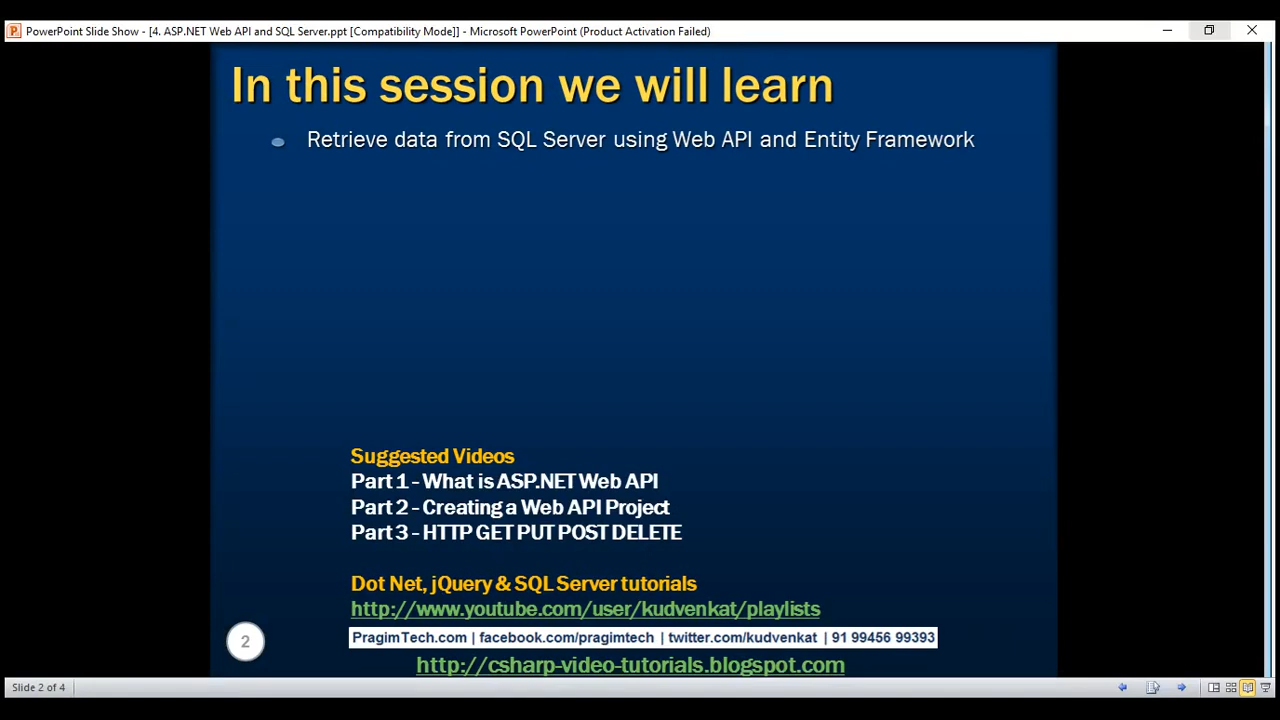 PowerPoint Slide Show - [4. ASP.NET Web API and SQL Server.ppt [Compatibility Mode]] - Microsoft PowerPoint (Product Activation Failed)
In this session we will learn
Retrieve data from SQL Server using Web API and Entity Framework
Suggested Videos
Part 1 - What is ASP.NET Web API
Part 2 - Creating a Web API Project
Part 3 - HTTP GET PUT POST DELETE
Dot Net, jQuery & SQL Server tutorials
http://www.youtube.com/user/kudvenkat/playlists
2
PragimTech.com | facebook.com/pragimtech | twitter.com/kudvenkat | 91 99456 99393
http://csharp-video-tutorials.blogspot.com
Slide 2 of 4